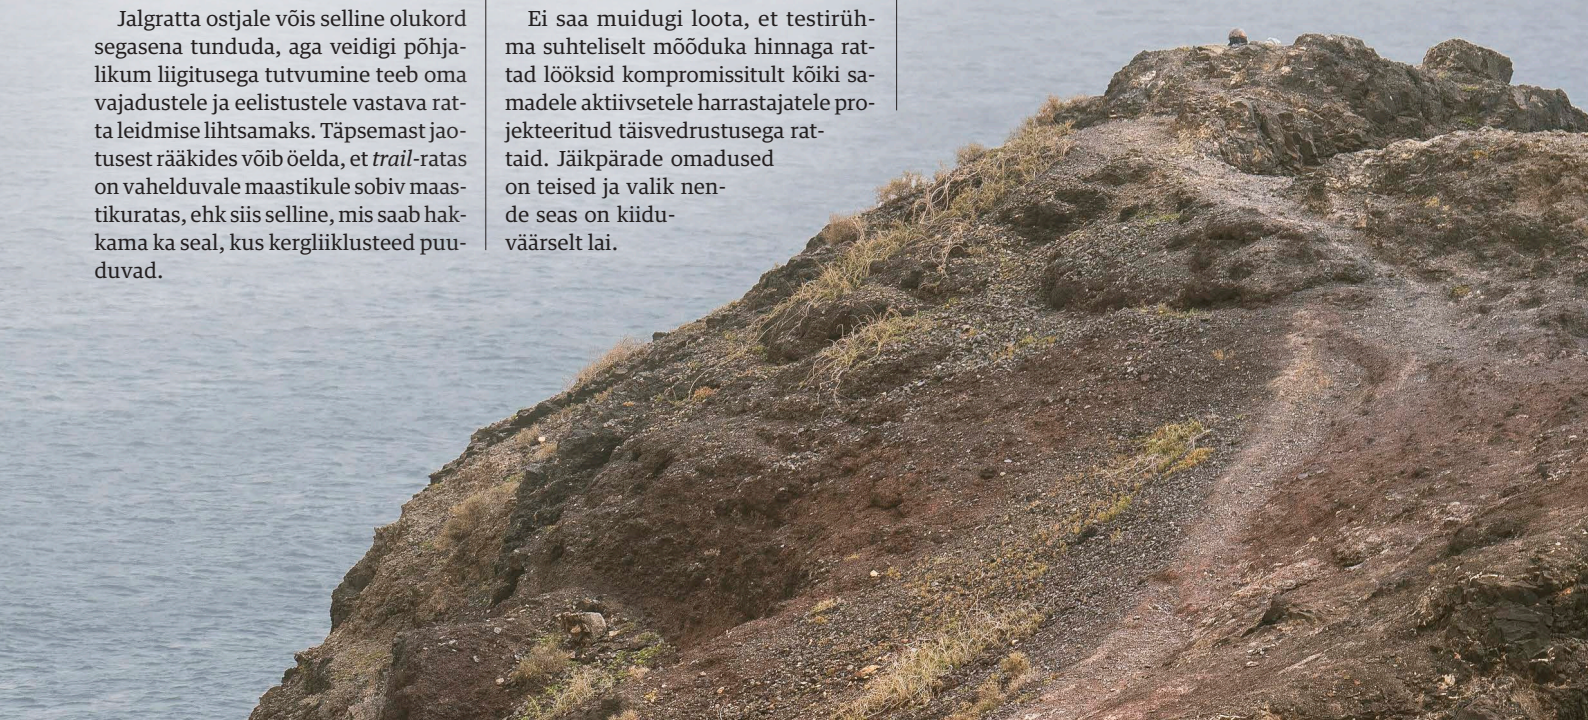 Jalgratta ostjale võis selline olukord
segasena tunduda, aga veidigi põhja-
likum liigitusega tutvumine teeb oma
vajadustele ja eelistustele vastava rat-
ta leidmise lihtsamaks. Täpsemast jao-
tusest rääkides võib öelda, et trail-ratas
on vahelduvale maastikule sobiv maas-
tikuratas, ehk siis selline, mis saab hak-
kama ka seal, kus kergliiklusteed puu-
duvad.
Ei saa muidugi loota, et testirüh-
ma suhteliselt mõõduka hinnaga rat-
tad lööksid kompromissitult kõiki sa-
madele aktiivsetele harrastajatele pro-
jekteeritud täisvedrustusega rat-
taid. Jäikpärade omadused
on teised ja valik nen-
de seas on kiidu-
väärselt lai.